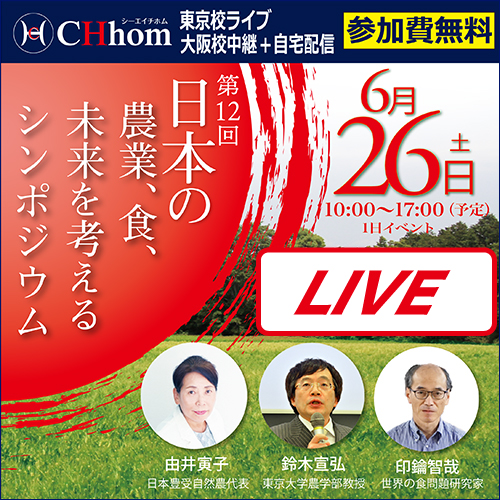 シーエイチホム
CHhom
東京校ライブ
大阪校中継+自宅配信
参加費無料
第12回
日本の
農業、食、
未来を考える
シンポジウム
6月
26土日
10:00～17:00(予定)
1日イベント
LIVE
由井寅子
日本豊受自然農代表
鈴木宣弘
東京大学農学部教授
印鑰智哉
世界の食問題研究家